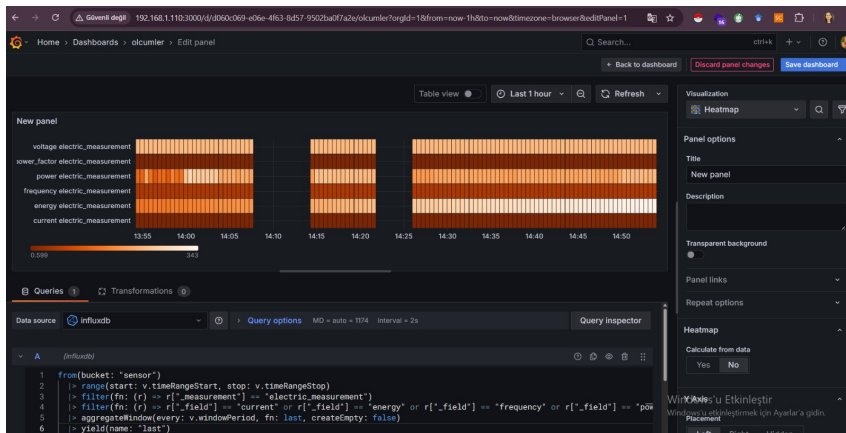 Güvenli değil 192.168.1.110:3000/d/d060c069-e06e-4f63-8d57-9502ba0f7a2e/olcumler?orgId=1&from=now-1h&to=now&timezone=browser&editPanel=1
Home > Dashboards > olcumler > Edit panel
Search... ctrl+k
Back to dashboard Discard panel changes Save dashboard
Table view Last 1 hour Refresh
New panel
voltage electric_measurement
power_factor electric_measurement
power electric_measurement
frequency electric_measurement
energy electric_measurement
current electric_measurement
13:55 14:00 14:05 14:10 14:15 14:20 14:25 14:30 14:35 14:40 14:45 14:50
0.599 343
Queries 1 Transformations 0
Data source influxdb Query options MD = auto = 1174 Interval = 2s Query inspector
A (influxdb)
1 from(bucket: "sensor")
2 |> range(start: v.timeRangeStart, stop: v.timeRangeStop)
3 |> filter(fn: (r) => r["_measurement"] == "electric_measurement")
4 |> filter(fn: (r) => r["_field"] == "current" or r["_field"] == "energy" or r["_field"] == "frequency" or r["_field"] == "pow
5 |> aggregateWindow(every: v.windowPeriod, fn: last, createEmpty: false)
6 |> yield(name: "last")
Visualization
Heatmap
Panel options
Title
New panel
Description
Transparent background
Panel links
Repeat options
Heatmap
Calculate from data
Yes No
Y Axis
Placement
Left Right Hidden
Windows'u Etkinleştir
Windows'u etkinleştirmek için Ayarlar'a gidin.